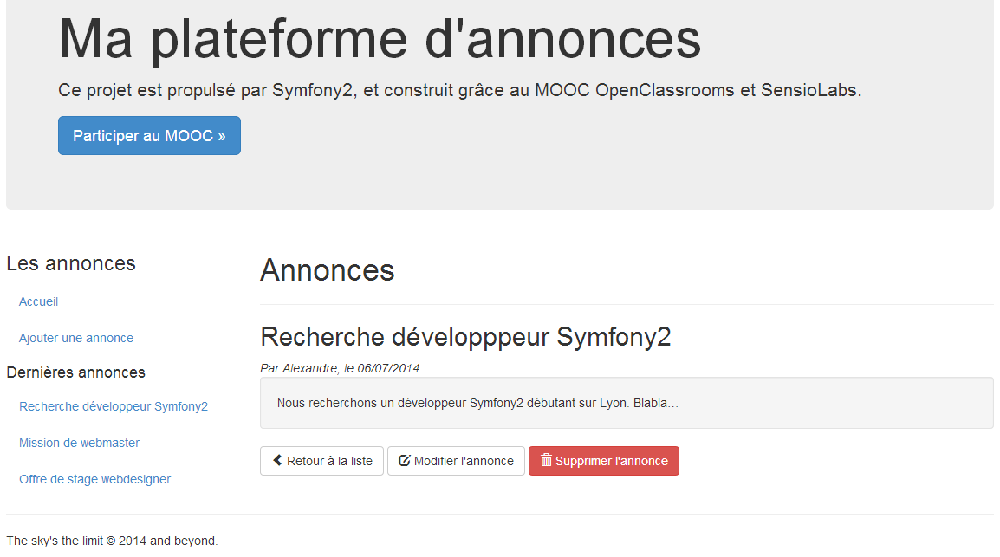 Ma plateforme d'annonces
Ce projet est propulsé par Symfony2, et construit grâce au MOOC OpenClassrooms et SensioLabs.
Participer au MOOC »
Les annonces
Accueil
Ajouter une annonce
Dernières annonces
Recherche développeur Symfony2
Mission de webmaster
Offre de stage webdesigner
Annonces
Recherche développpeur Symfony2
Par Alexandre, le 06/07/2014
Nous recherchons un développeur Symfony2 débutant sur Lyon. Blabla…
Retour à la liste
Modifier l'annonce
Supprimer l'annonce
The sky's the limit © 2014 and beyond.